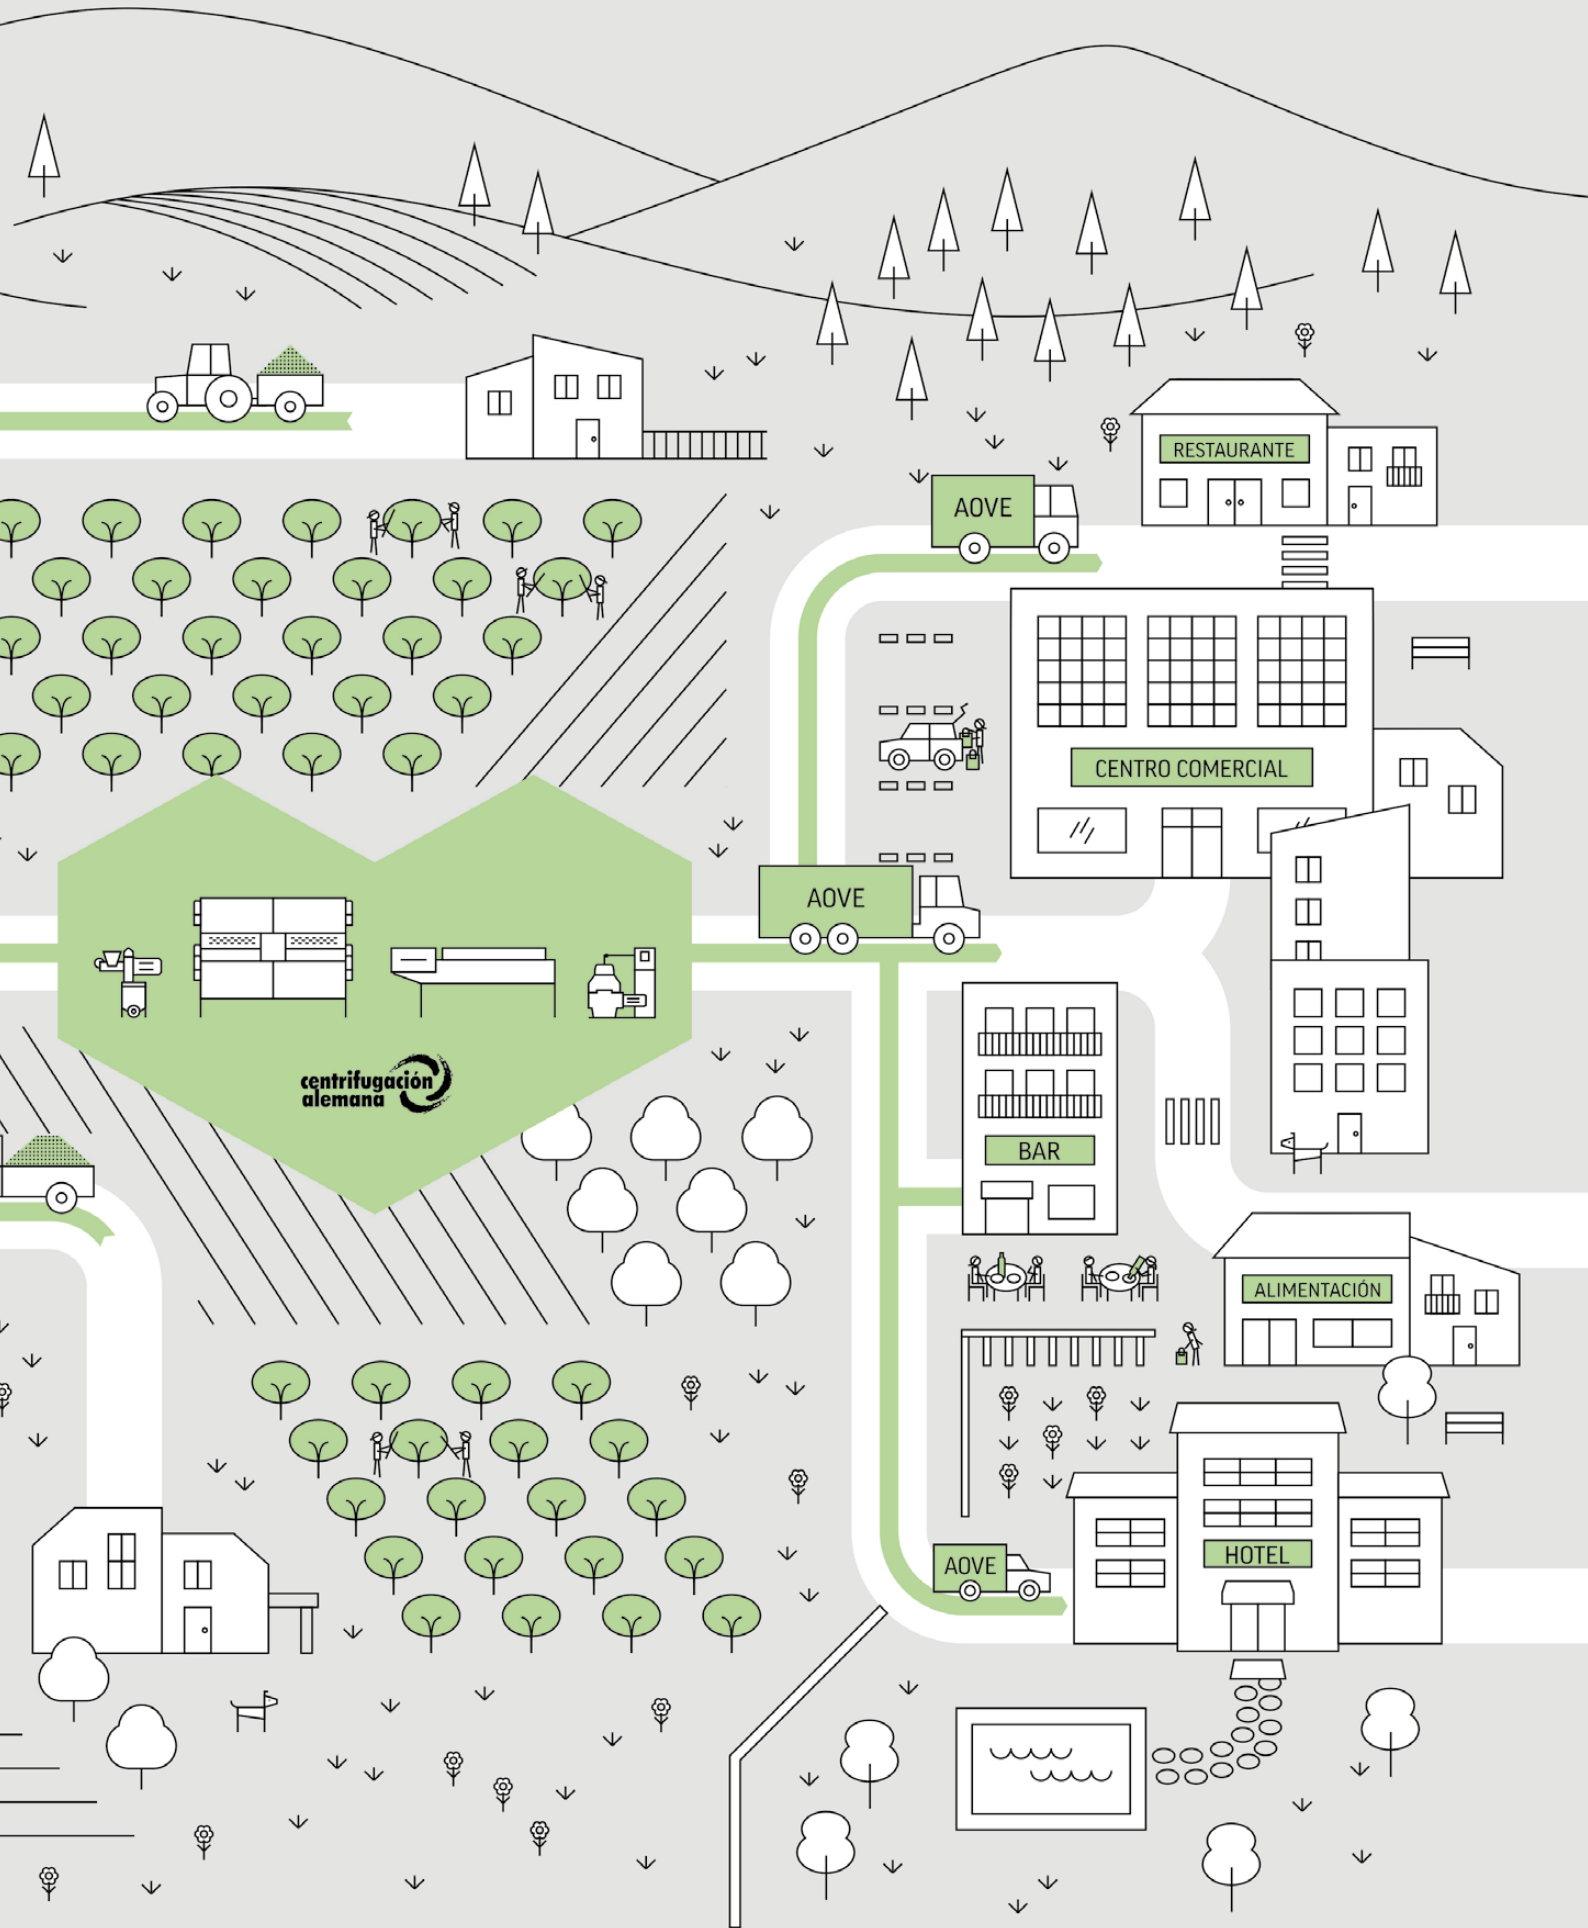 RESTAURANTE
AOVE
CENTRO COMERCIAL
AOVE
centrifugación
alemana
BAR
ALIMENTACIÓN
HOTEL
AOVE